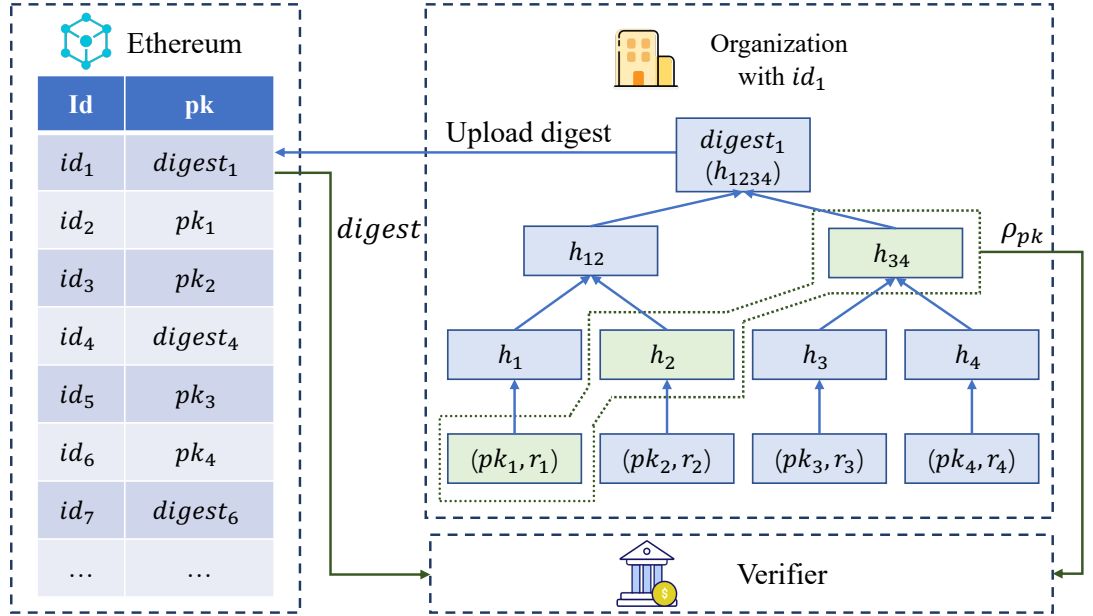 Ethereum
Id pk
id₁ digest₁
id₂ pk₁
id₃ pk₂
id₄ digest₄
id₅ pk₃
id₆ pk₄
id₇ digest₆
... ...
Upload digest
digest
Organization
with id₁
digest₁
(h₁₂₃₄)
h₁₂
h₃₄
ρₚₖ
h₁
h₂
h₃
h₄
(pk₁, r₁)
(pk₂, r₂)
(pk₃, r₃)
(pk₄, r₄)
$
Verifier